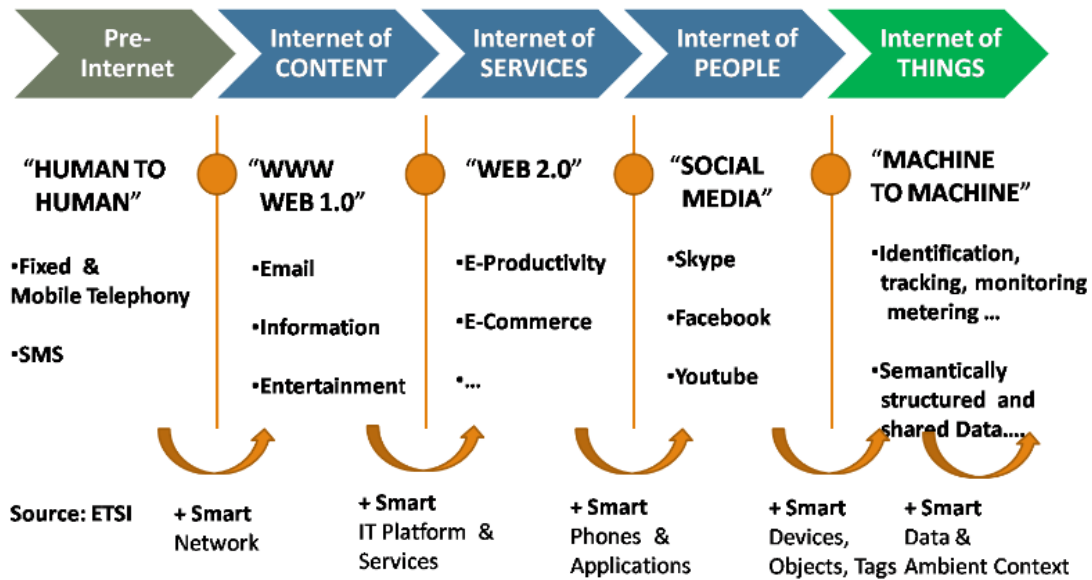 Pre-
Internet
Internet of
CONTENT
Internet of
SERVICES
Internet of
PEOPLE
Internet of
THINGS
“HUMAN TO
HUMAN”
•Fixed &
Mobile Telephony
•SMS
“WWW
WEB 1.0”
•Email
•Information
•Entertainment
“WEB 2.0”
•E-Productivity
•E-Commerce
•...
“SOCIAL
MEDIA”
•Skype
•Facebook
•Youtube
“MACHINE
TO MACHINE”
•Identification,
tracking, monitoring
metering ...
•Semantically
structured and
shared Data....
Source: ETSI
+ Smart
Network
+ Smart
IT Platform &
Services
+ Smart
Phones &
Applications
+ Smart
Devices,
Objects, Tags
+ Smart
Data &
Ambient Context